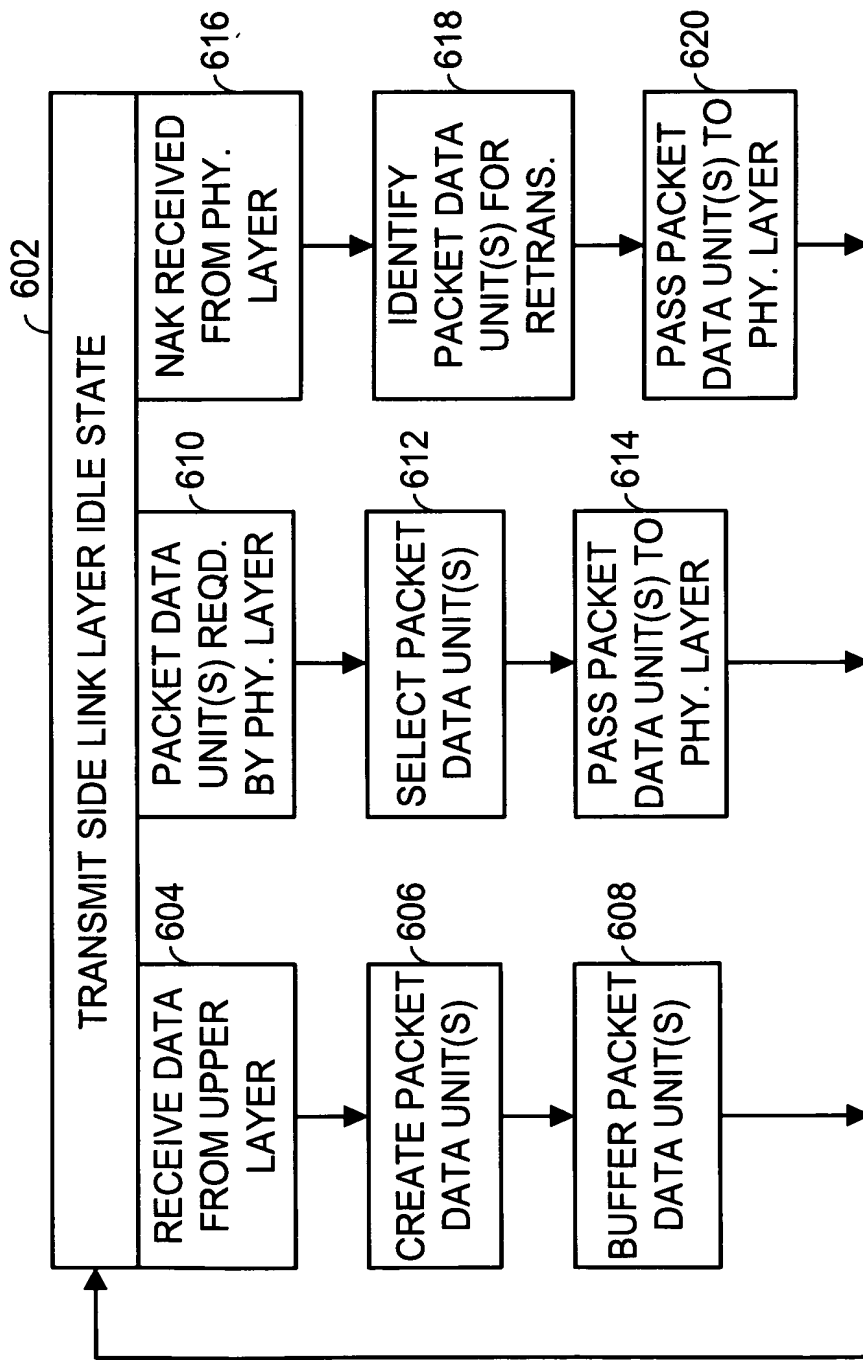 602
TRANSMIT SIDE LINK LAYER IDLE STATE
604
RECEIVE DATA
FROM UPPER
LAYER
606
CREATE PACKET
DATA UNIT(S)
608
BUFFER PACKET
DATA UNIT(S)
610
PACKET DATA
UNIT(S) REQD.
BY PHY. LAYER
612
SELECT PACKET
DATA UNIT(S)
614
PASS PACKET
DATA UNIT(S) TO
PHY. LAYER
616
NAK RECEIVED
FROM PHY.
LAYER
618
IDENTIFY
PACKET DATA
UNIT(S) FOR
RETRANS.
620
PASS PACKET
DATA UNIT(S) TO
PHY. LAYER